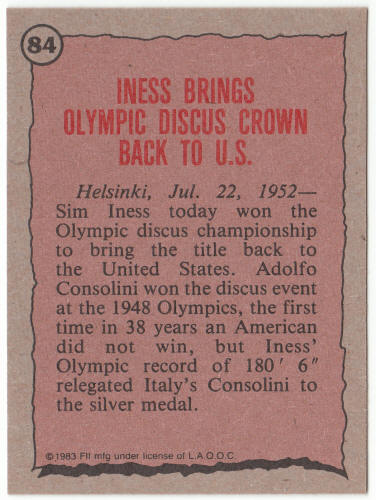 84
INESS BRINGS
OLYMPIC DISCUS CROWN
BACK TO U.S.
Helsinki, Jul. 22, 1952—
Sim Iness today won the
Olympic discus championship
to bring the title back to
the United States. Adolfo
Consolini won the discus event
at the 1948 Olympics, the first
time in 38 years an American
did not win, but Iness'
Olympic record of 180′ 6″
relegated Italy's Consolini to
the silver medal.
©1983 FII mfg under license of L.A.O.O.C.